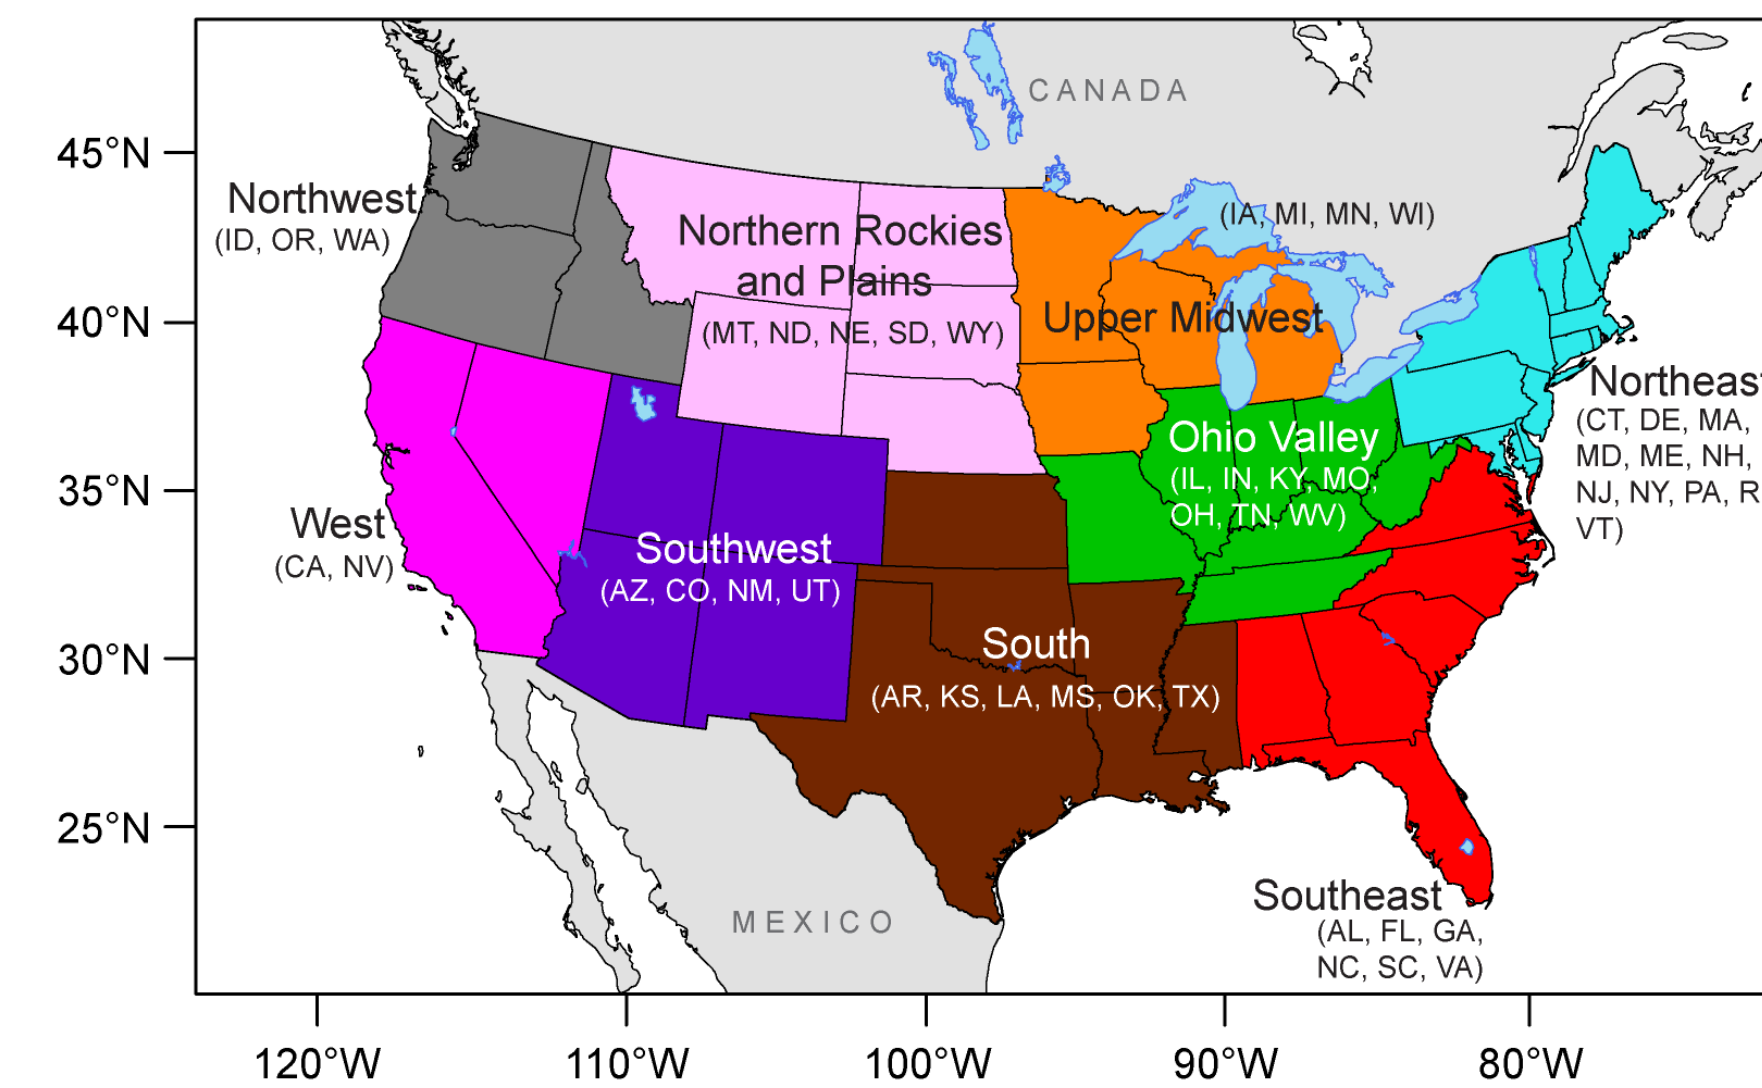 CANADA
45°N
Northwest
(ID, OR, WA)
Northern Rockies
and Plains
(MT, ND, NE, SD, WY)
(IA, MI, MN, WI)
Upper Midwest
40°N
Northeas
(CT, DE, MA,
MD, ME, NH,
NJ, NY, PA, R
VT)
Ohio Valley
(IL, IN, KY, MO,
OH, TN, WV)
35°N
West
(CA, NV)
Southwest
(AZ, CO, NM, UT)
30°N
South
(AR, KS, LA, MS, OK, TX)
25°N
MEXICO
Southeast
(AL, FL, GA,
NC, SC, VA)
120°W 110°W 100°W 90°W 80°W